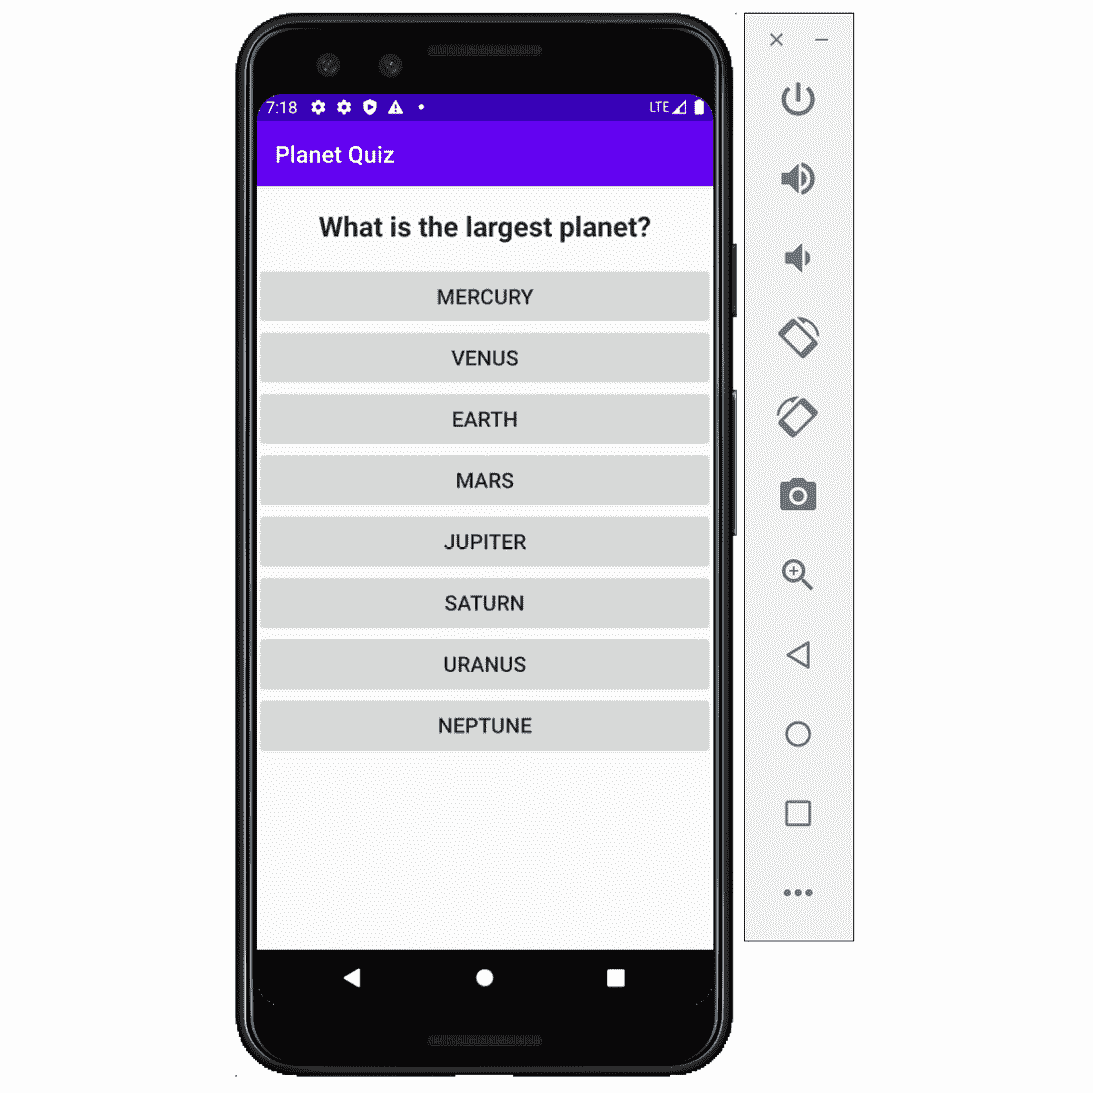 7:18 LTE
Planet Quiz
What is the largest planet?
MERCURY
VENUS
EARTH
MARS
JUPITER
SATURN
URANUS
NEPTUNE